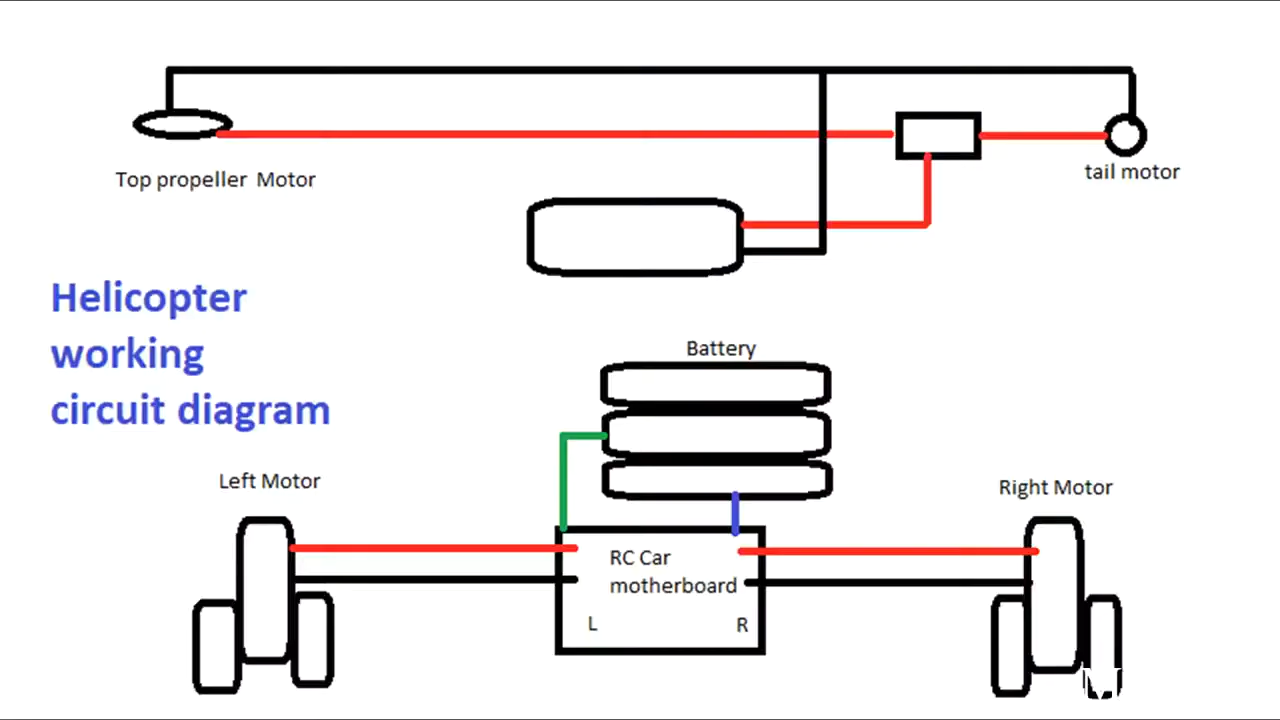 Top propeller Motor
tail motor
Helicopter
working
circuit diagram
Battery
Left Motor
Right Motor
RC Car
motherboard
L
R
M